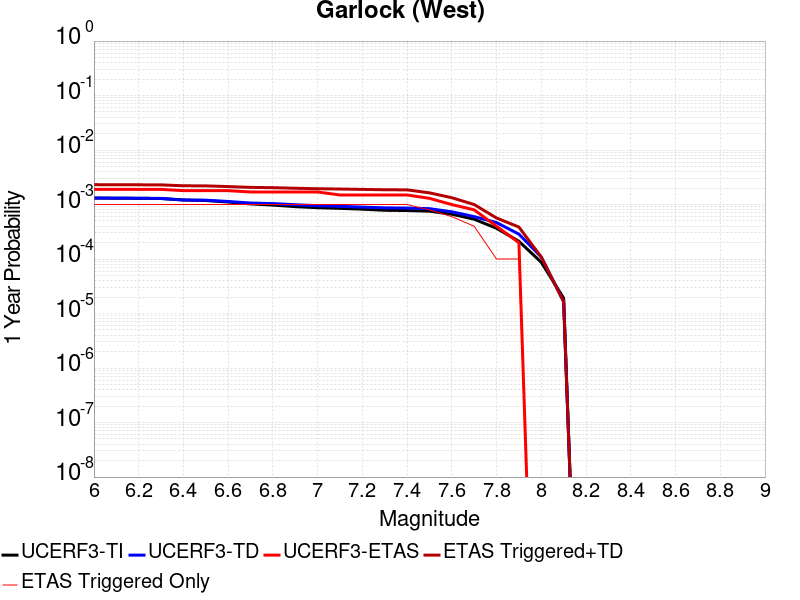 Garlock (West)
10^0
10^-1
10^-2
10^-3
10^-4
10^-5
10^-6
10^-7
10^-8
1 Year Probability
6 6.2 6.4 6.6 6.8 7 7.2 7.4 7.6 7.8 8 8.2 8.4 8.6 8.8 9
Magnitude
UCERF3-TI UCERF3-TD UCERF3-ETAS ETAS Triggered+TD
ETAS Triggered Only